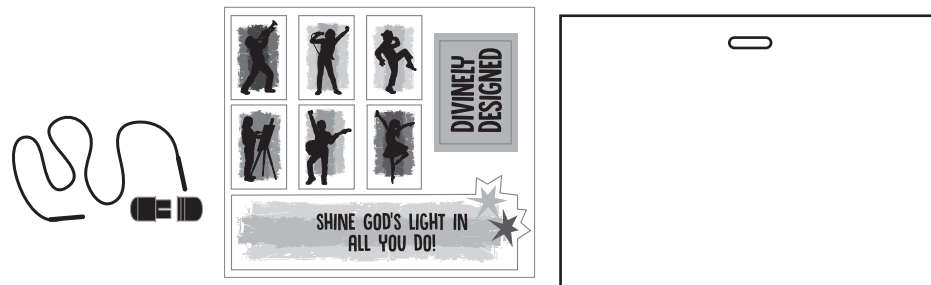 DIVINELY
DESIGNED
SHINE GOD'S LIGHT IN
ALL YOU DO!